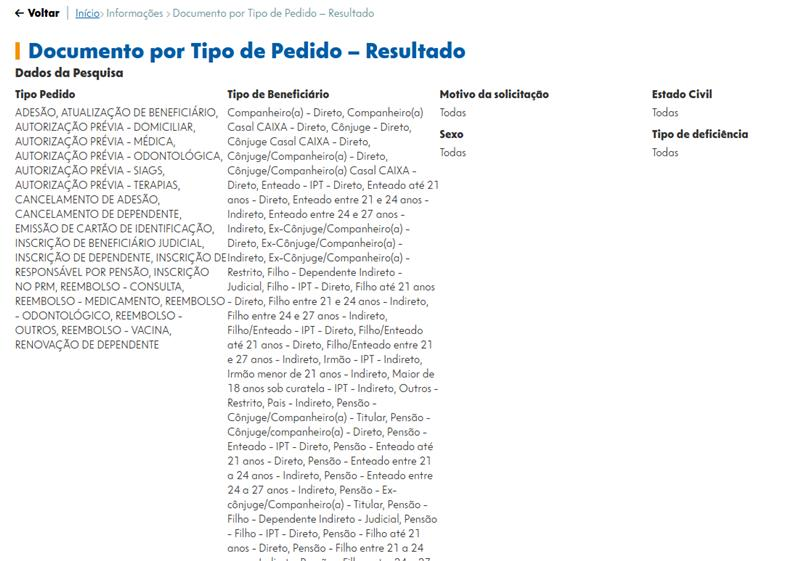 ← Voltar | Início› Informações › Documento por Tipo de Pedido – Resultado
Documento por Tipo de Pedido – Resultado
Dados da Pesquisa
Tipo Pedido
ADESÃO, ATUALIZAÇÃO DE BENEFICIÁRIO,
AUTORIZAÇÃO PRÉVIA - DOMICILIAR,
AUTORIZAÇÃO PRÉVIA - MÉDICA,
AUTORIZAÇÃO PRÉVIA - ODONTOLÓGICA,
AUTORIZAÇÃO PRÉVIA - SIAGS,
AUTORIZAÇÃO PRÉVIA - TERAPIAS,
CANCELAMENTO DE ADESÃO,
CANCELAMENTO DE DEPENDENTE,
EMISSÃO DE CARTÃO DE IDENTIFICAÇÃO,
INSCRIÇÃO DE BENEFICIÁRIO JUDICIAL,
INSCRIÇÃO DE DEPENDENTE, INSCRIÇÃO DE
RESPONSÁVEL POR PENSÃO, INSCRIÇÃO
NO PRM, REEMBOLSO - CONSULTA,
REEMBOLSO - MEDICAMENTO, REEMBOLSO
- ODONTOLÓGICO, REEMBOLSO -
OUTROS, REEMBOLSO - VACINA,
RENOVAÇÃO DE DEPENDENTE
Tipo de Beneficiário
Companheiro(a) - Direto, Companheiro(a)
Casal CAIXA - Direto, Cônjuge - Direto,
Cônjuge Casal CAIXA - Direto,
Cônjuge/Companheiro(a) - Direto,
Cônjuge/Companheiro(a) Casal CAIXA -
Direto, Enteado - IPT - Direto, Enteado até 21
anos - Direto, Enteado entre 21 e 24 anos -
Indireto, Enteado entre 24 e 27 anos -
Indireto, Ex-Cônjuge/Companheiro(a) -
Direto, Ex-Cônjuge/Companheiro(a) -
Indireto, Ex-Cônjuge/Companheiro(a) -
Restrito, Filho - Dependente Indireto -
Judicial, Filho - IPT - Direto, Filho até 21 anos
- Direto, Filho entre 21 e 24 anos - Indireto,
Filho entre 24 e 27 anos - Indireto,
Filho/Enteado - IPT - Direto, Filho/Enteado
até 21 anos - Direto, Filho/Enteado entre 21
e 27 anos - Indireto, Irmão - IPT - Indireto,
Irmão menor de 21 anos - Indireto, Maior de
18 anos sob curatela - IPT - Indireto, Outros -
Restrito, Pais - Indireto, Pensão -
Cônjuge/Companheiro(a) - Titular, Pensão -
Cônjuge/companheiro(a) - Direto, Pensão -
Enteado - IPT - Direto, Pensão - Enteado até
21 anos - Direto, Pensão - Enteado entre 21
a 24 anos - Indireto, Pensão - Enteado entre
24 a 27 anos - Indireto, Pensão - Ex-
cônjuge/Companheiro(a) - Titular, Pensão -
Filho - Dependente Indireto - Judicial, Pensão
- Filho - IPT - Direto, Pensão - Filho até 21
anos - Direto, Pensão - Filho entre 21 a 24
Motivo da solicitação
Todas
Sexo
Todas
Estado Civil
Todas
Tipo de deficiência
Todas